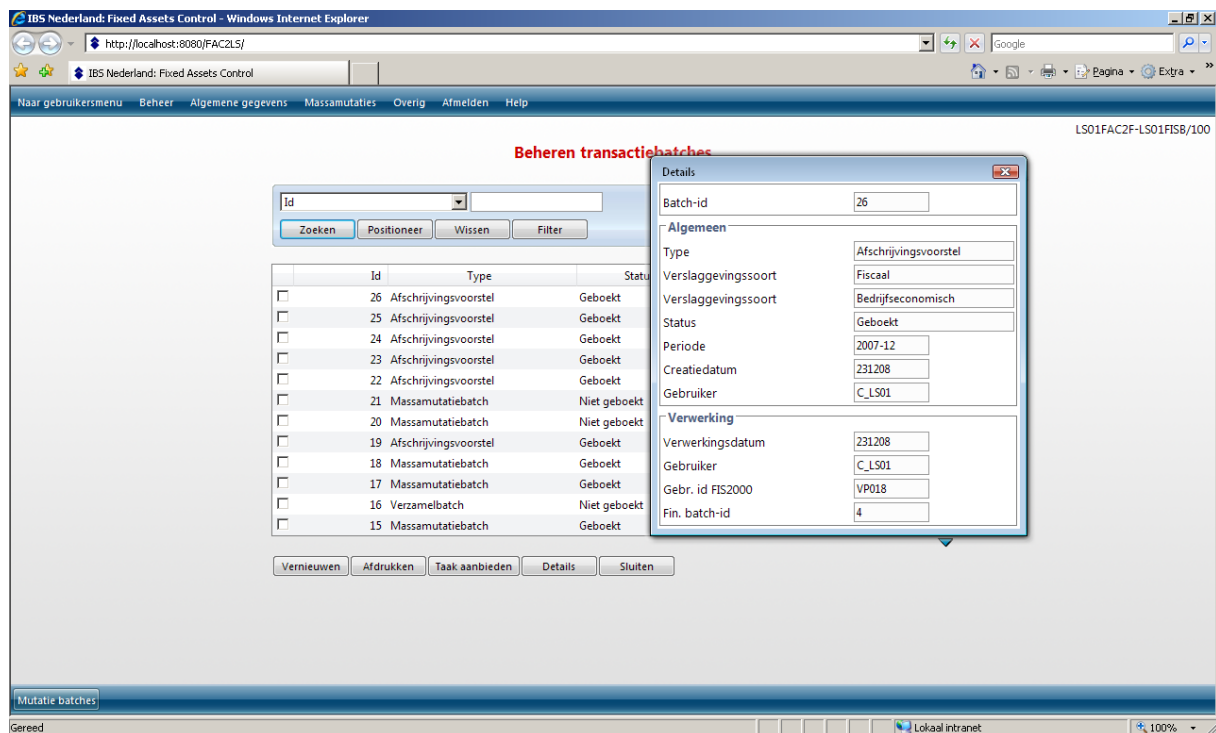 IBS Nederland: Fixed Assets Control - Windows Internet Explorer
http://localhost:8080/FAC2LS/
Google
IBS Nederland: Fixed Assets Control
Pagina
Extra
Naar gebruikersmenu Beheer Algemene gegevens Massamutaties Overig Afmelden Help
LS01FAC2F-LS01FISB/100
Beheren transactiebatches
Id
Zoeken Positioneer Wissen Filter
Id Type Statu
26 Afschrijvingsvoorstel Geboekt
25 Afschrijvingsvoorstel Geboekt
24 Afschrijvingsvoorstel Geboekt
23 Afschrijvingsvoorstel Geboekt
22 Afschrijvingsvoorstel Geboekt
21 Massamutatiebatch Niet geboekt
20 Massamutatiebatch Niet geboekt
19 Afschrijvingsvoorstel Geboekt
18 Massamutatiebatch Geboekt
17 Massamutatiebatch Geboekt
16 Verzamelbatch Niet geboekt
15 Massamutatiebatch Geboekt
Vernieuwen Afdrukken Taak aanbieden Details Sluiten
Details
Batch-id 26
Algemeen
Type Afschrijvingsvoorstel
Verslaggevingssoort Fiscaal
Verslaggevingssoort Bedrijfseconomisch
Status Geboekt
Periode 2007-12
Creatiedatum 231208
Gebruiker C_LS01
Verwerking
Verwerkingsdatum 231208
Gebruiker C_LS01
Gebr. id FIS2000 VP018
Fin. batch-id 4
Mutatie batches
Gereed Lokaal intranet 100%